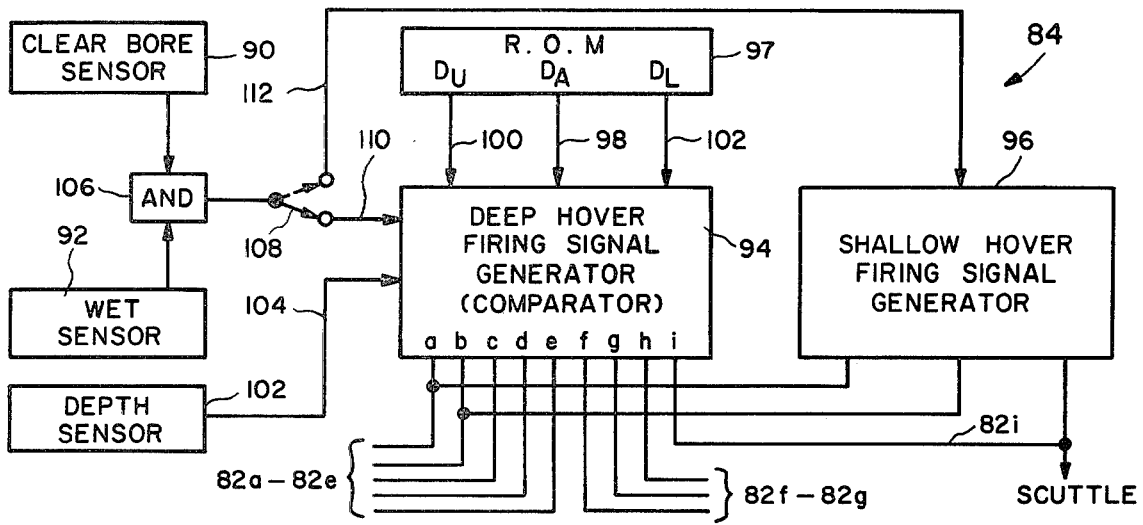 CLEAR BORE
SENSOR
90
112
R. O. M
97
DU DA DL
84
100
98
102
96
106
AND
110
108
92
WET
SENSOR
104
DEEP HOVER
FIRING SIGNAL
GENERATOR
(COMPARATOR)
94
a b c d e f g h i
SHALLOW HOVER
FIRING SIGNAL
GENERATOR
DEPTH
SENSOR
102
82i
82a – 82e
82f – 82g
SCUTTLE